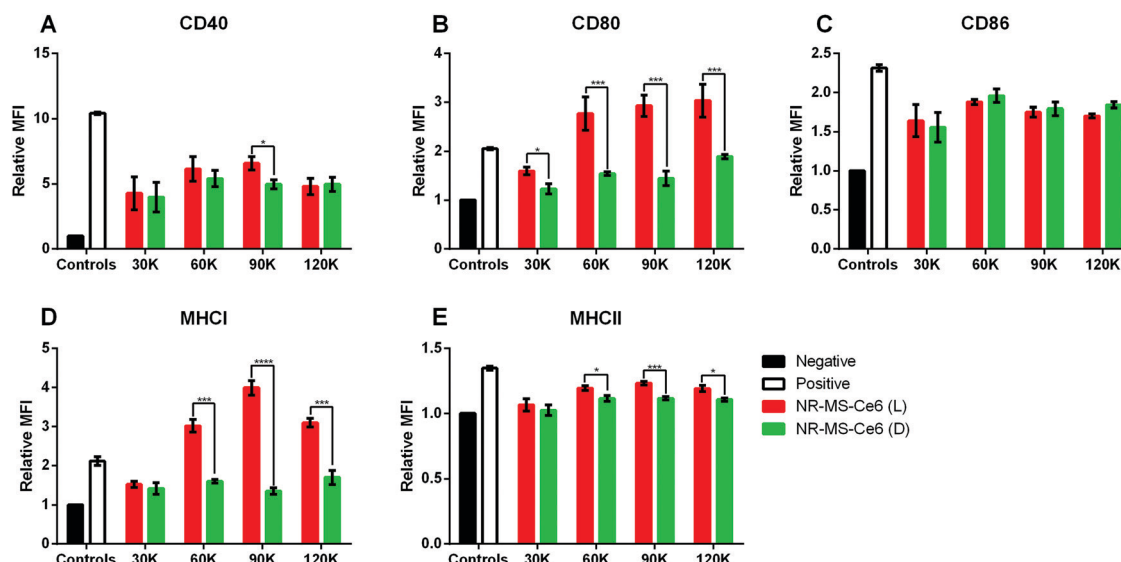 A CD40
Relative MFI
15
10
5
0
Controls 30K 60K 90K 120K
*
B CD80
Relative MFI
4
3
2
1
0
Controls 30K 60K 90K 120K
*
***
***
***
C CD86
Relative MFI
2.5
2.0
1.5
1.0
0.5
0.0
Controls 30K 60K 90K 120K
D MHCI
Relative MFI
5
4
3
2
1
0
Controls 30K 60K 90K 120K
***
****
***
E MHCII
Relative MFI
1.5
1.0
0.5
0.0
Controls 30K 60K 90K 120K
*
***
*
Negative
Positive
NR-MS-Ce6 (L)
NR-MS-Ce6 (D)